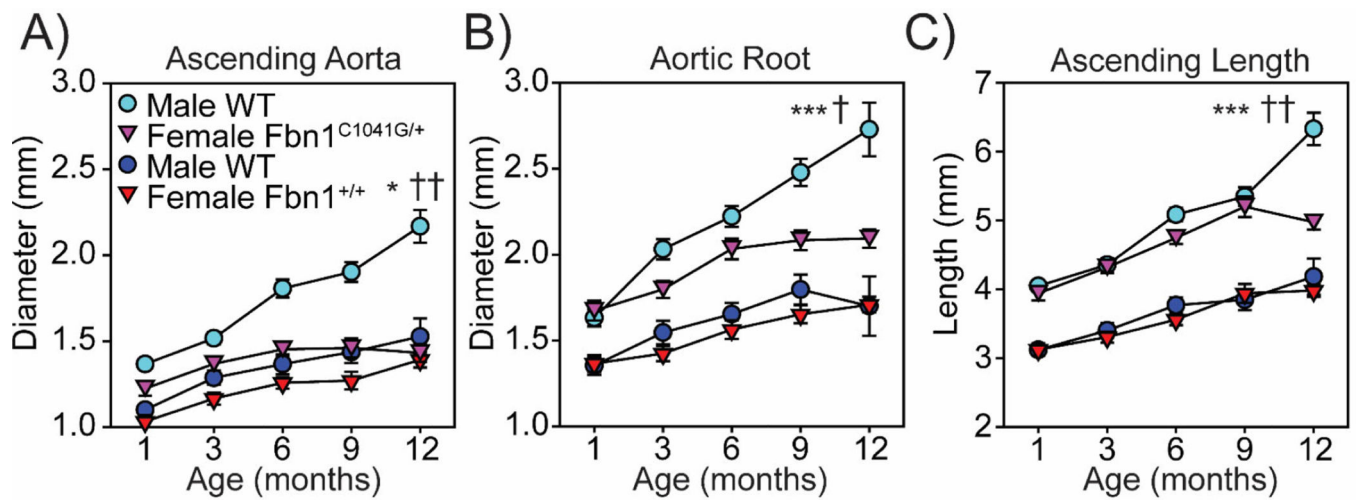 A)
Ascending Aorta
3.0
2.5
2.0
1.5
1.0
Diameter (mm)
Male WT
Female Fbn1C1041G/+
Male WT
Female Fbn1+/+
* ††
1 3 6 9 12
Age (months)
B)
Aortic Root
3.0
2.5
2.0
1.5
1.0
Diameter (mm)
*** †
1 3 6 9 12
Age (months)
C)
Ascending Length
7
6
5
4
3
2
Length (mm)
*** ††
1 3 6 9 12
Age (months)